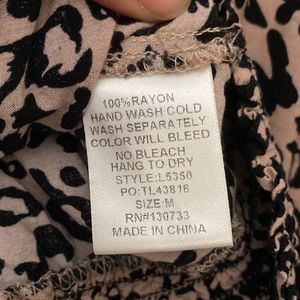 100%RAYON
HAND WASH COLD
WASH SEPARATELY
COLOR WILL BLEED
NO BLEACH
HANG TO DRY
STYLE:L5350
PO:TL43816
SIZE:M
RN#130733
MADE IN CHINA